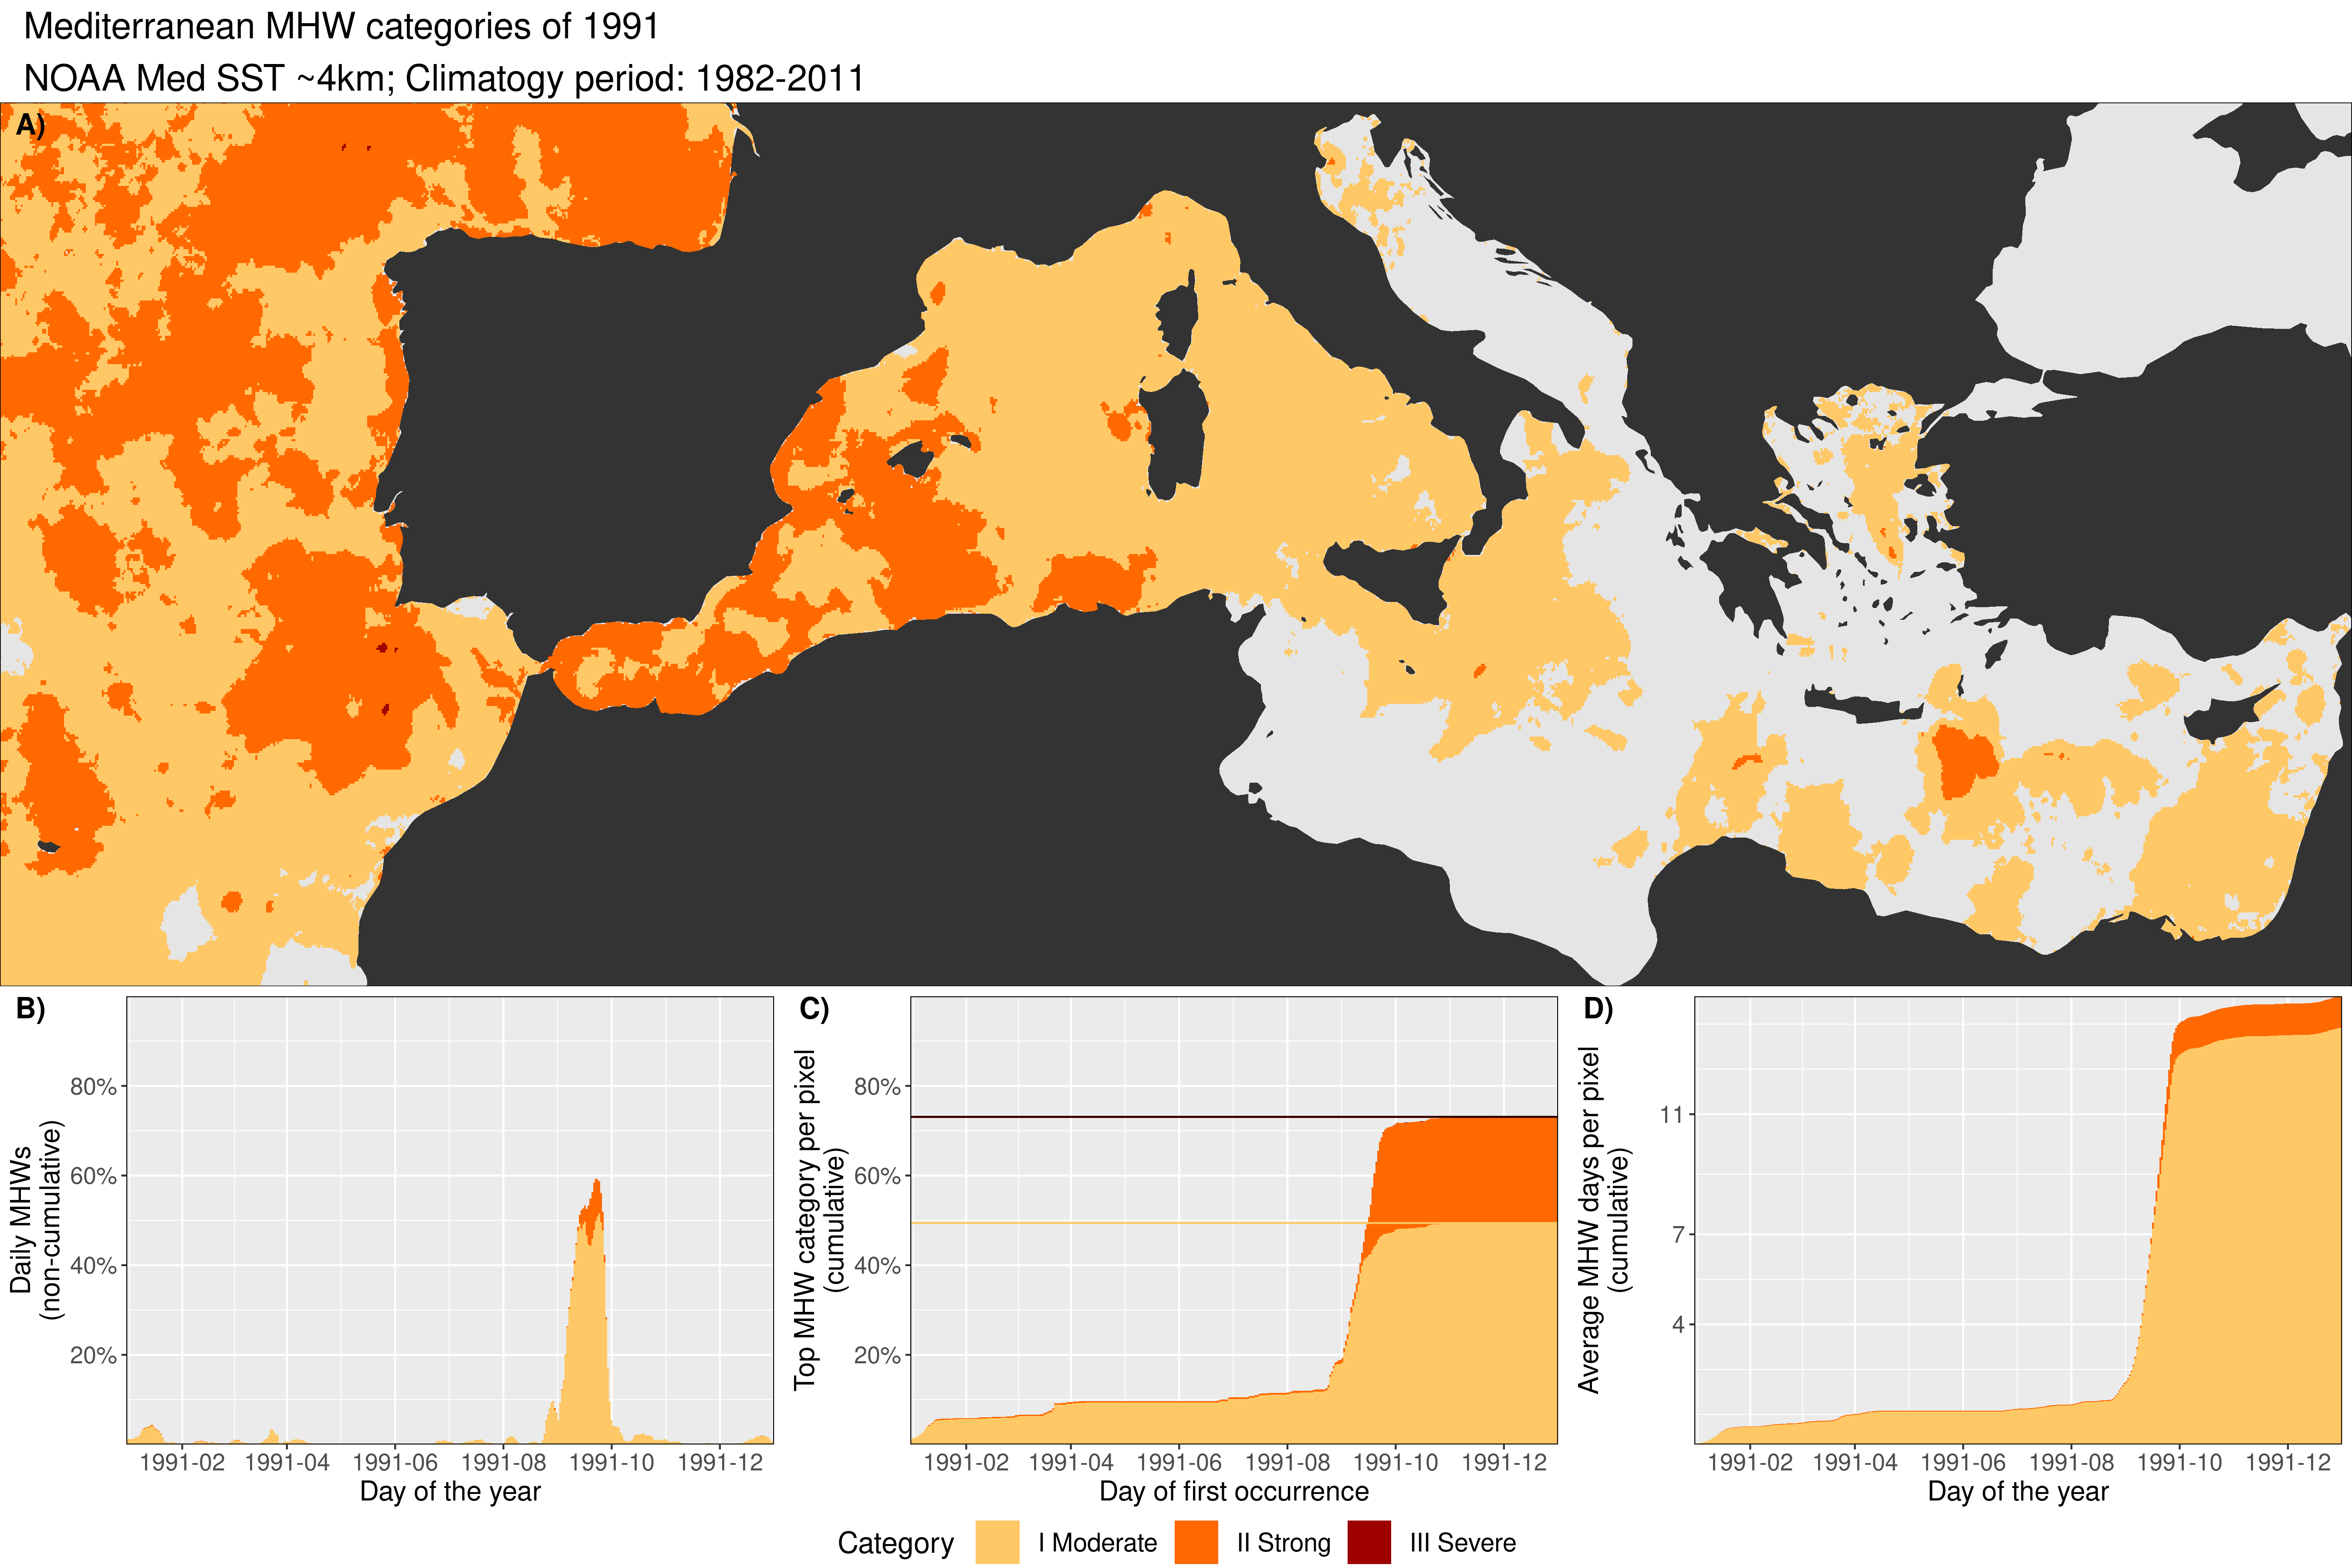 Mediterranean MHW categories of 1991
NOAA Med SST ~4km; Climatogy period: 1982-2011
A)
B)
Daily MHWs
(non-cumulative)
80%
60%
40%
20%
1991-02 1991-04 1991-06 1991-08 1991-10 1991-12
Day of the year
C)
Top MHW category per pixel
(cumulative)
80%
60%
40%
20%
1991-02 1991-04 1991-06 1991-08 1991-10 1991-12
Day of first occurrence
D)
Average MHW days per pixel
(cumulative)
11
7
4
1991-02 1991-04 1991-06 1991-08 1991-10 1991-12
Day of the year
Category I Moderate II Strong III Severe